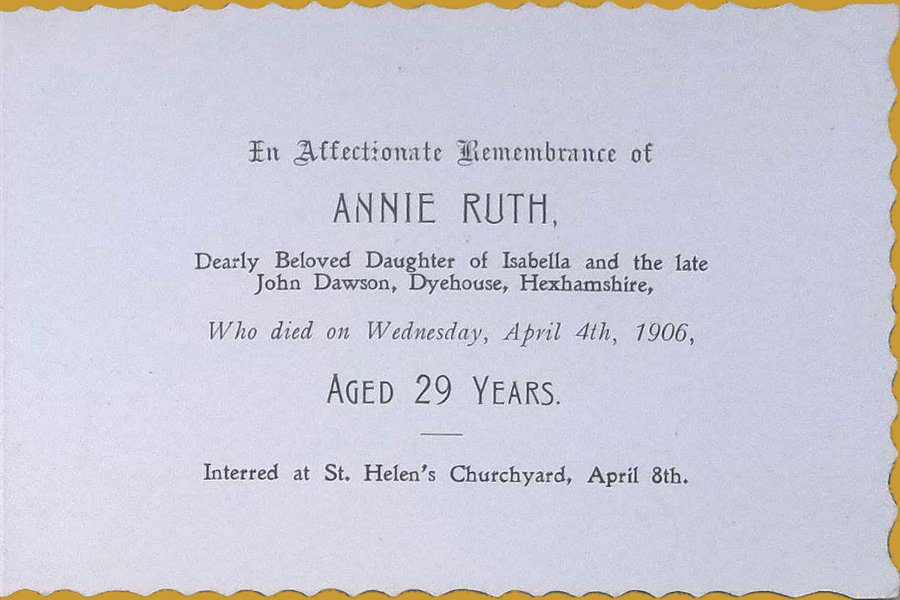 In Affectionate Remembrance of
ANNIE RUTH,
Dearly Beloved Daughter of Isabella and the late
John Dawson, Dyehouse, Hexhamshire,
Who died on Wednesday, April 4th, 1906,
AGED 29 YEARS.
Interred at St. Helen's Churchyard, April 8th.